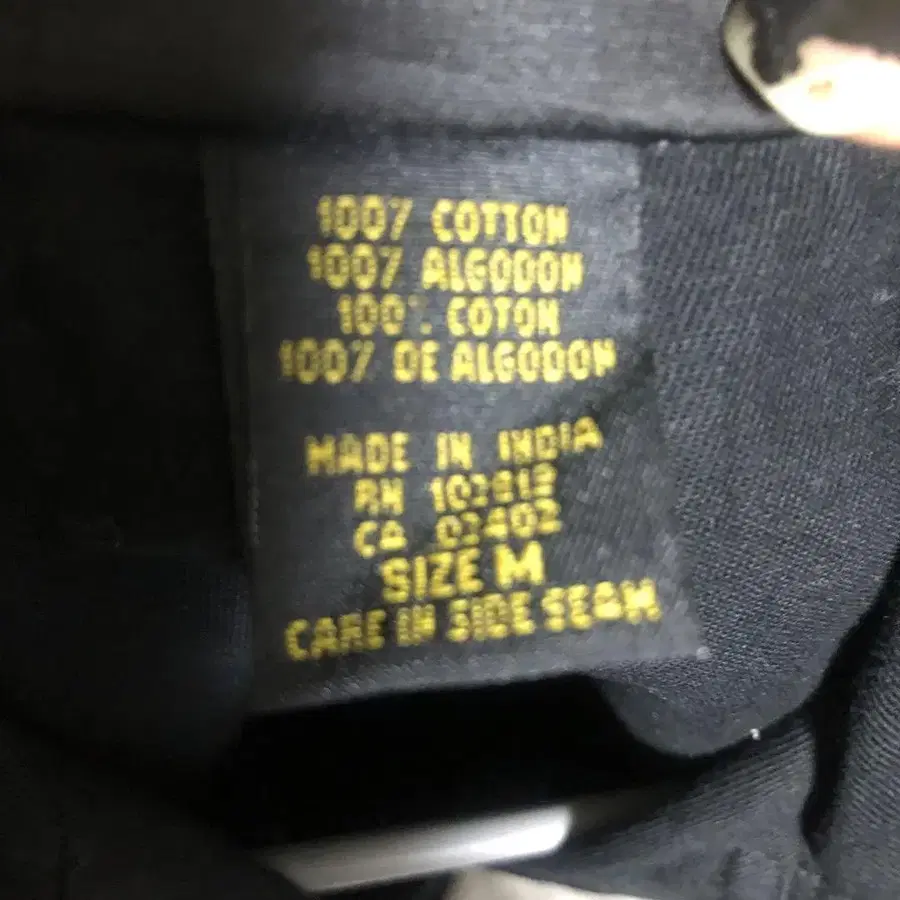 100% COTTON
100% ALGODON
100% COTON
100% DE ALGODON
MADE IN INDIA
RN
CA 02402
SIZE M
CARE IN SIDE SEAM